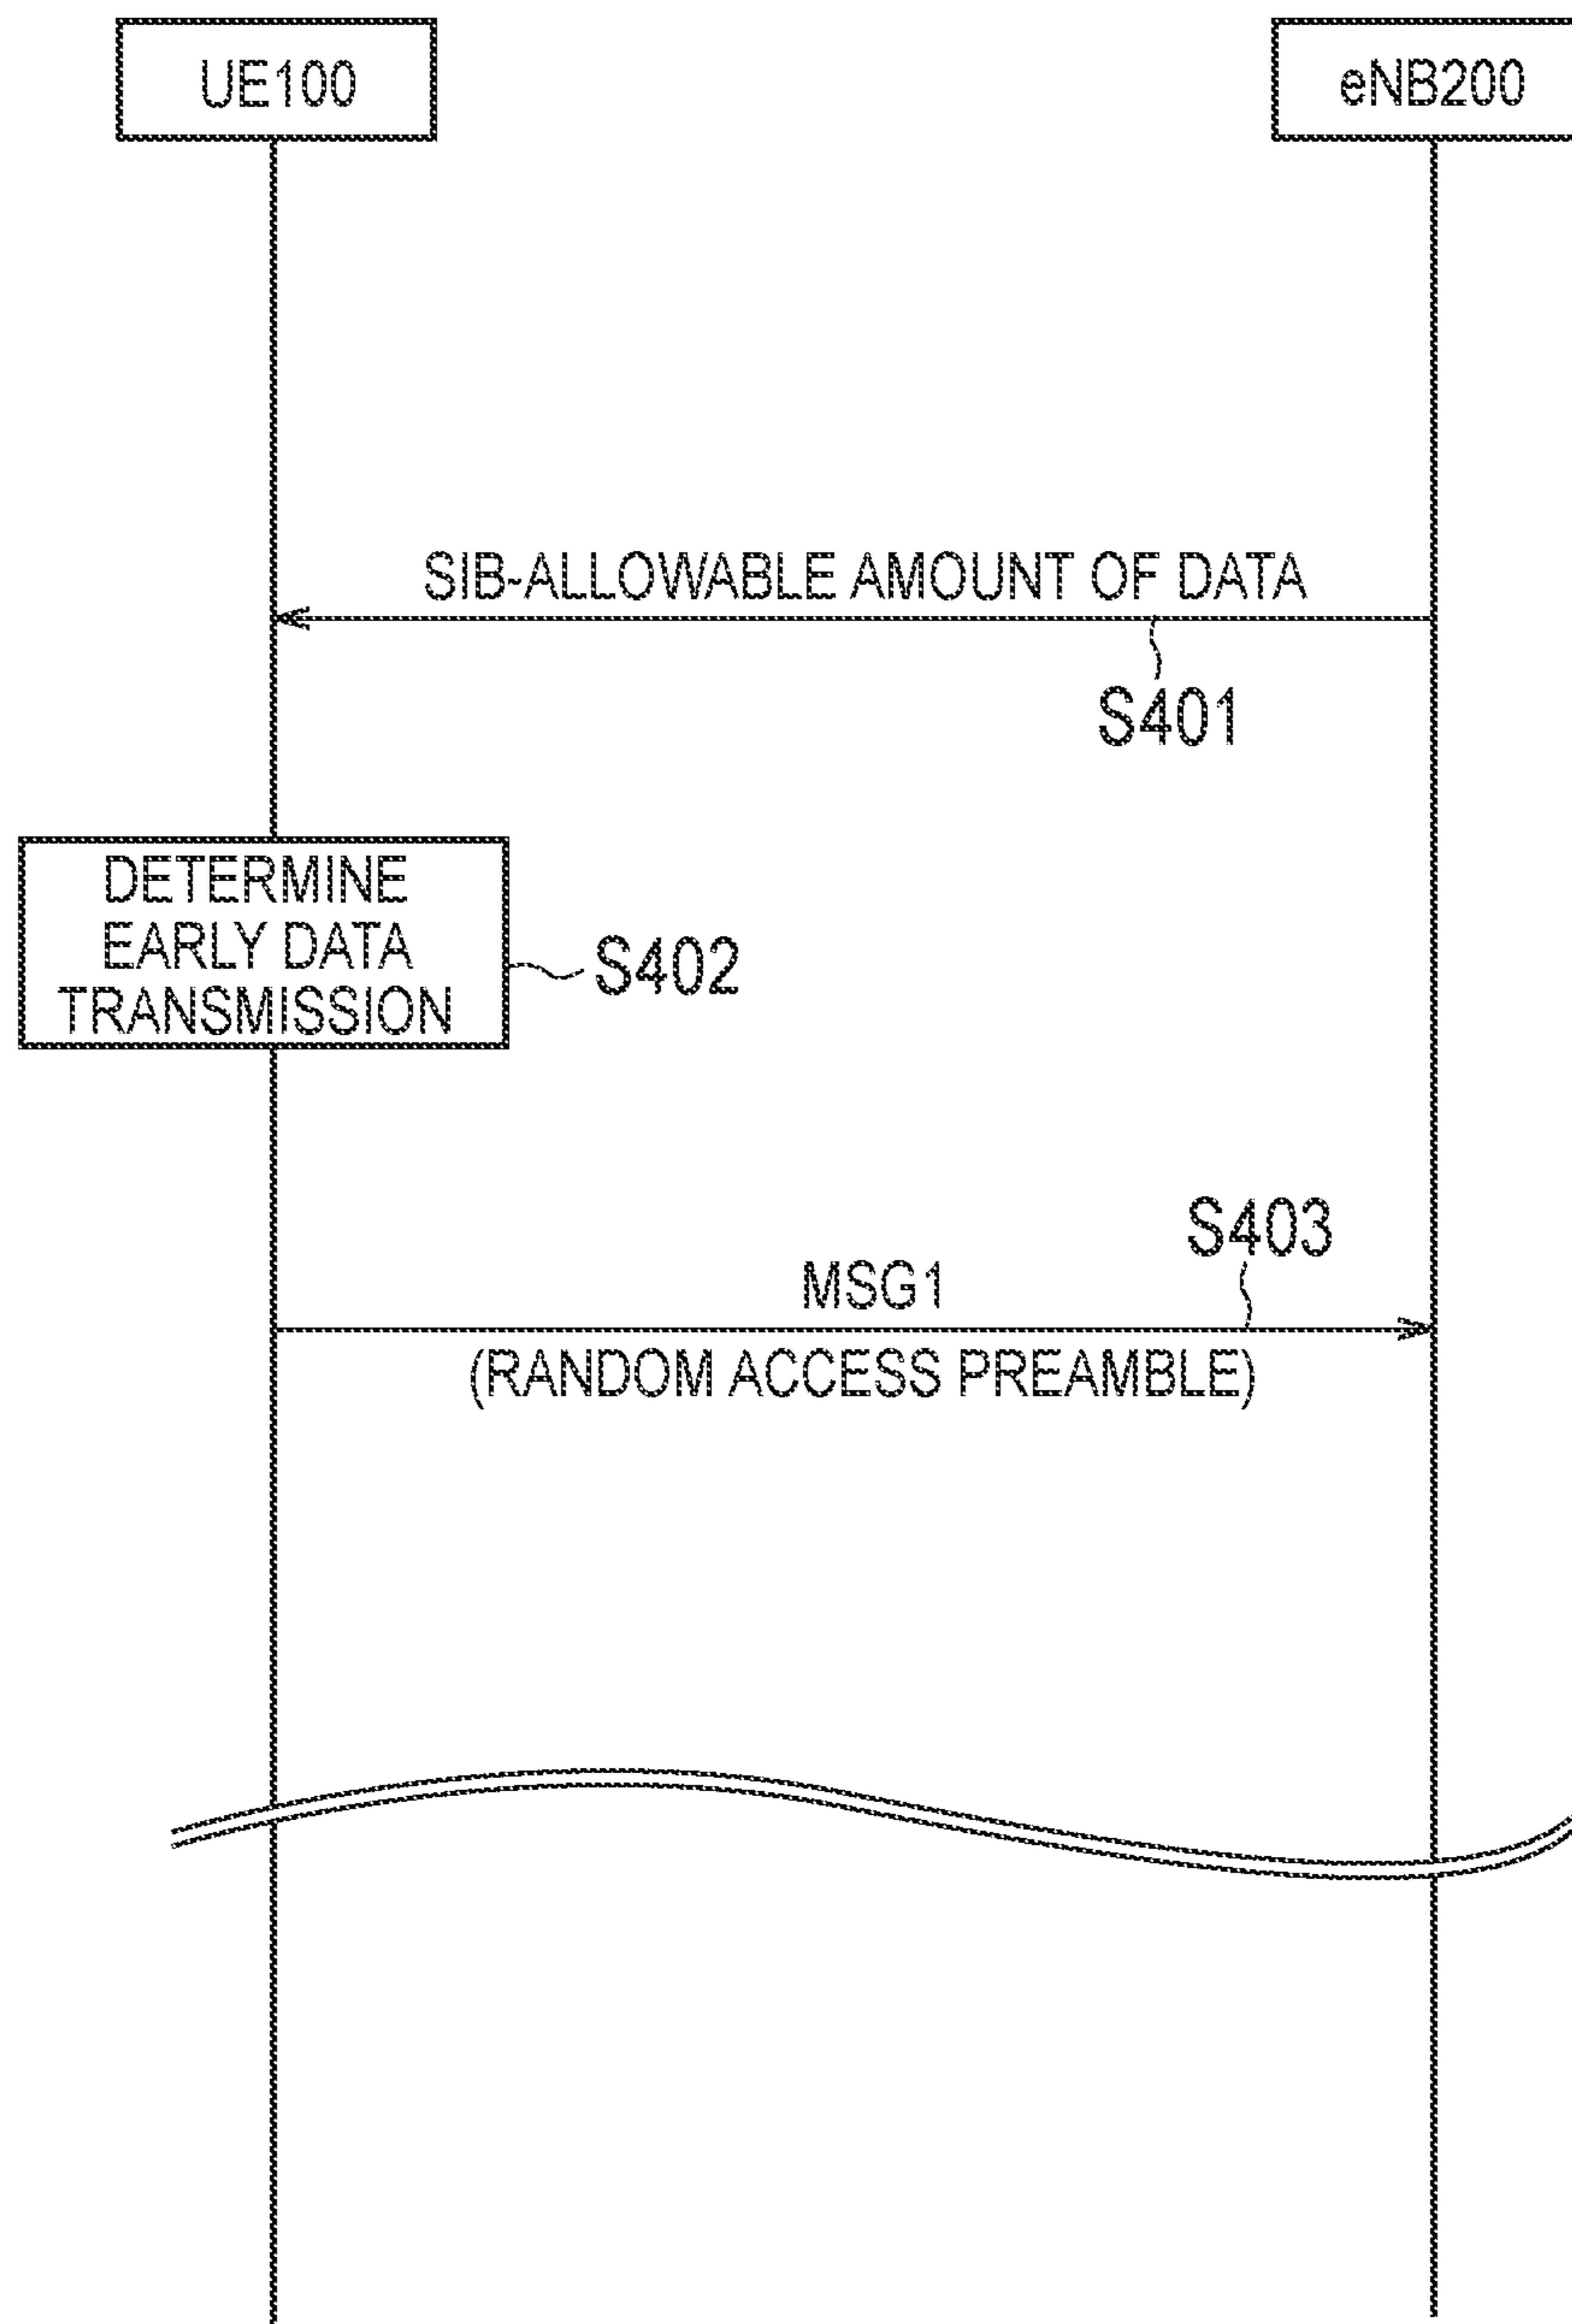 UE100
eNB200
SIB-ALLOWABLE AMOUNT OF DATA
S401
DETERMINE
EARLY DATA
TRANSMISSION
S402
S403
MSG1
(RANDOM ACCESS PREAMBLE)